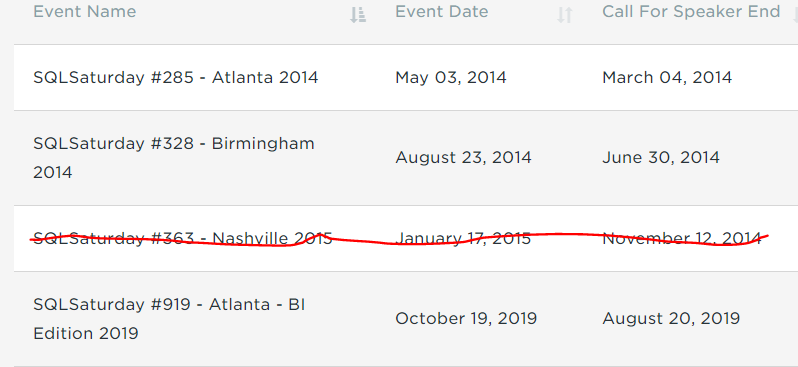 Event Name Event Date Call For Speaker End
SQLSaturday #285 - Atlanta 2014 May 03, 2014 March 04, 2014
SQLSaturday #328 - Birmingham
2014 August 23, 2014 June 30, 2014
SQLSaturday #363 - Nashville 2015 January 17, 2015 November 12, 2014
SQLSaturday #919 - Atlanta - BI
Edition 2019 October 19, 2019 August 20, 2019